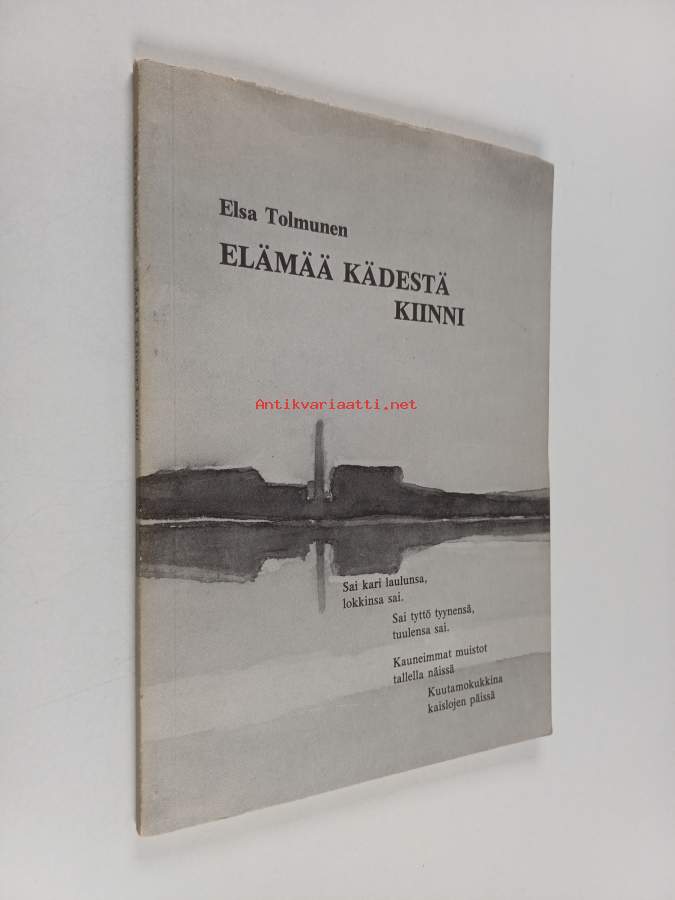 Elsa Tolmunen
ELÄMÄÄ KÄDESTÄ
KIINNI
Antikvariaatti.net
Sai kari laulunsa,
lokkinsa sai.
Sai tyttö tyynensä,
tuulensa sai.
Kauneimmat muistot
tallella näissä
Kuutamokukkina
kaislojen päissä